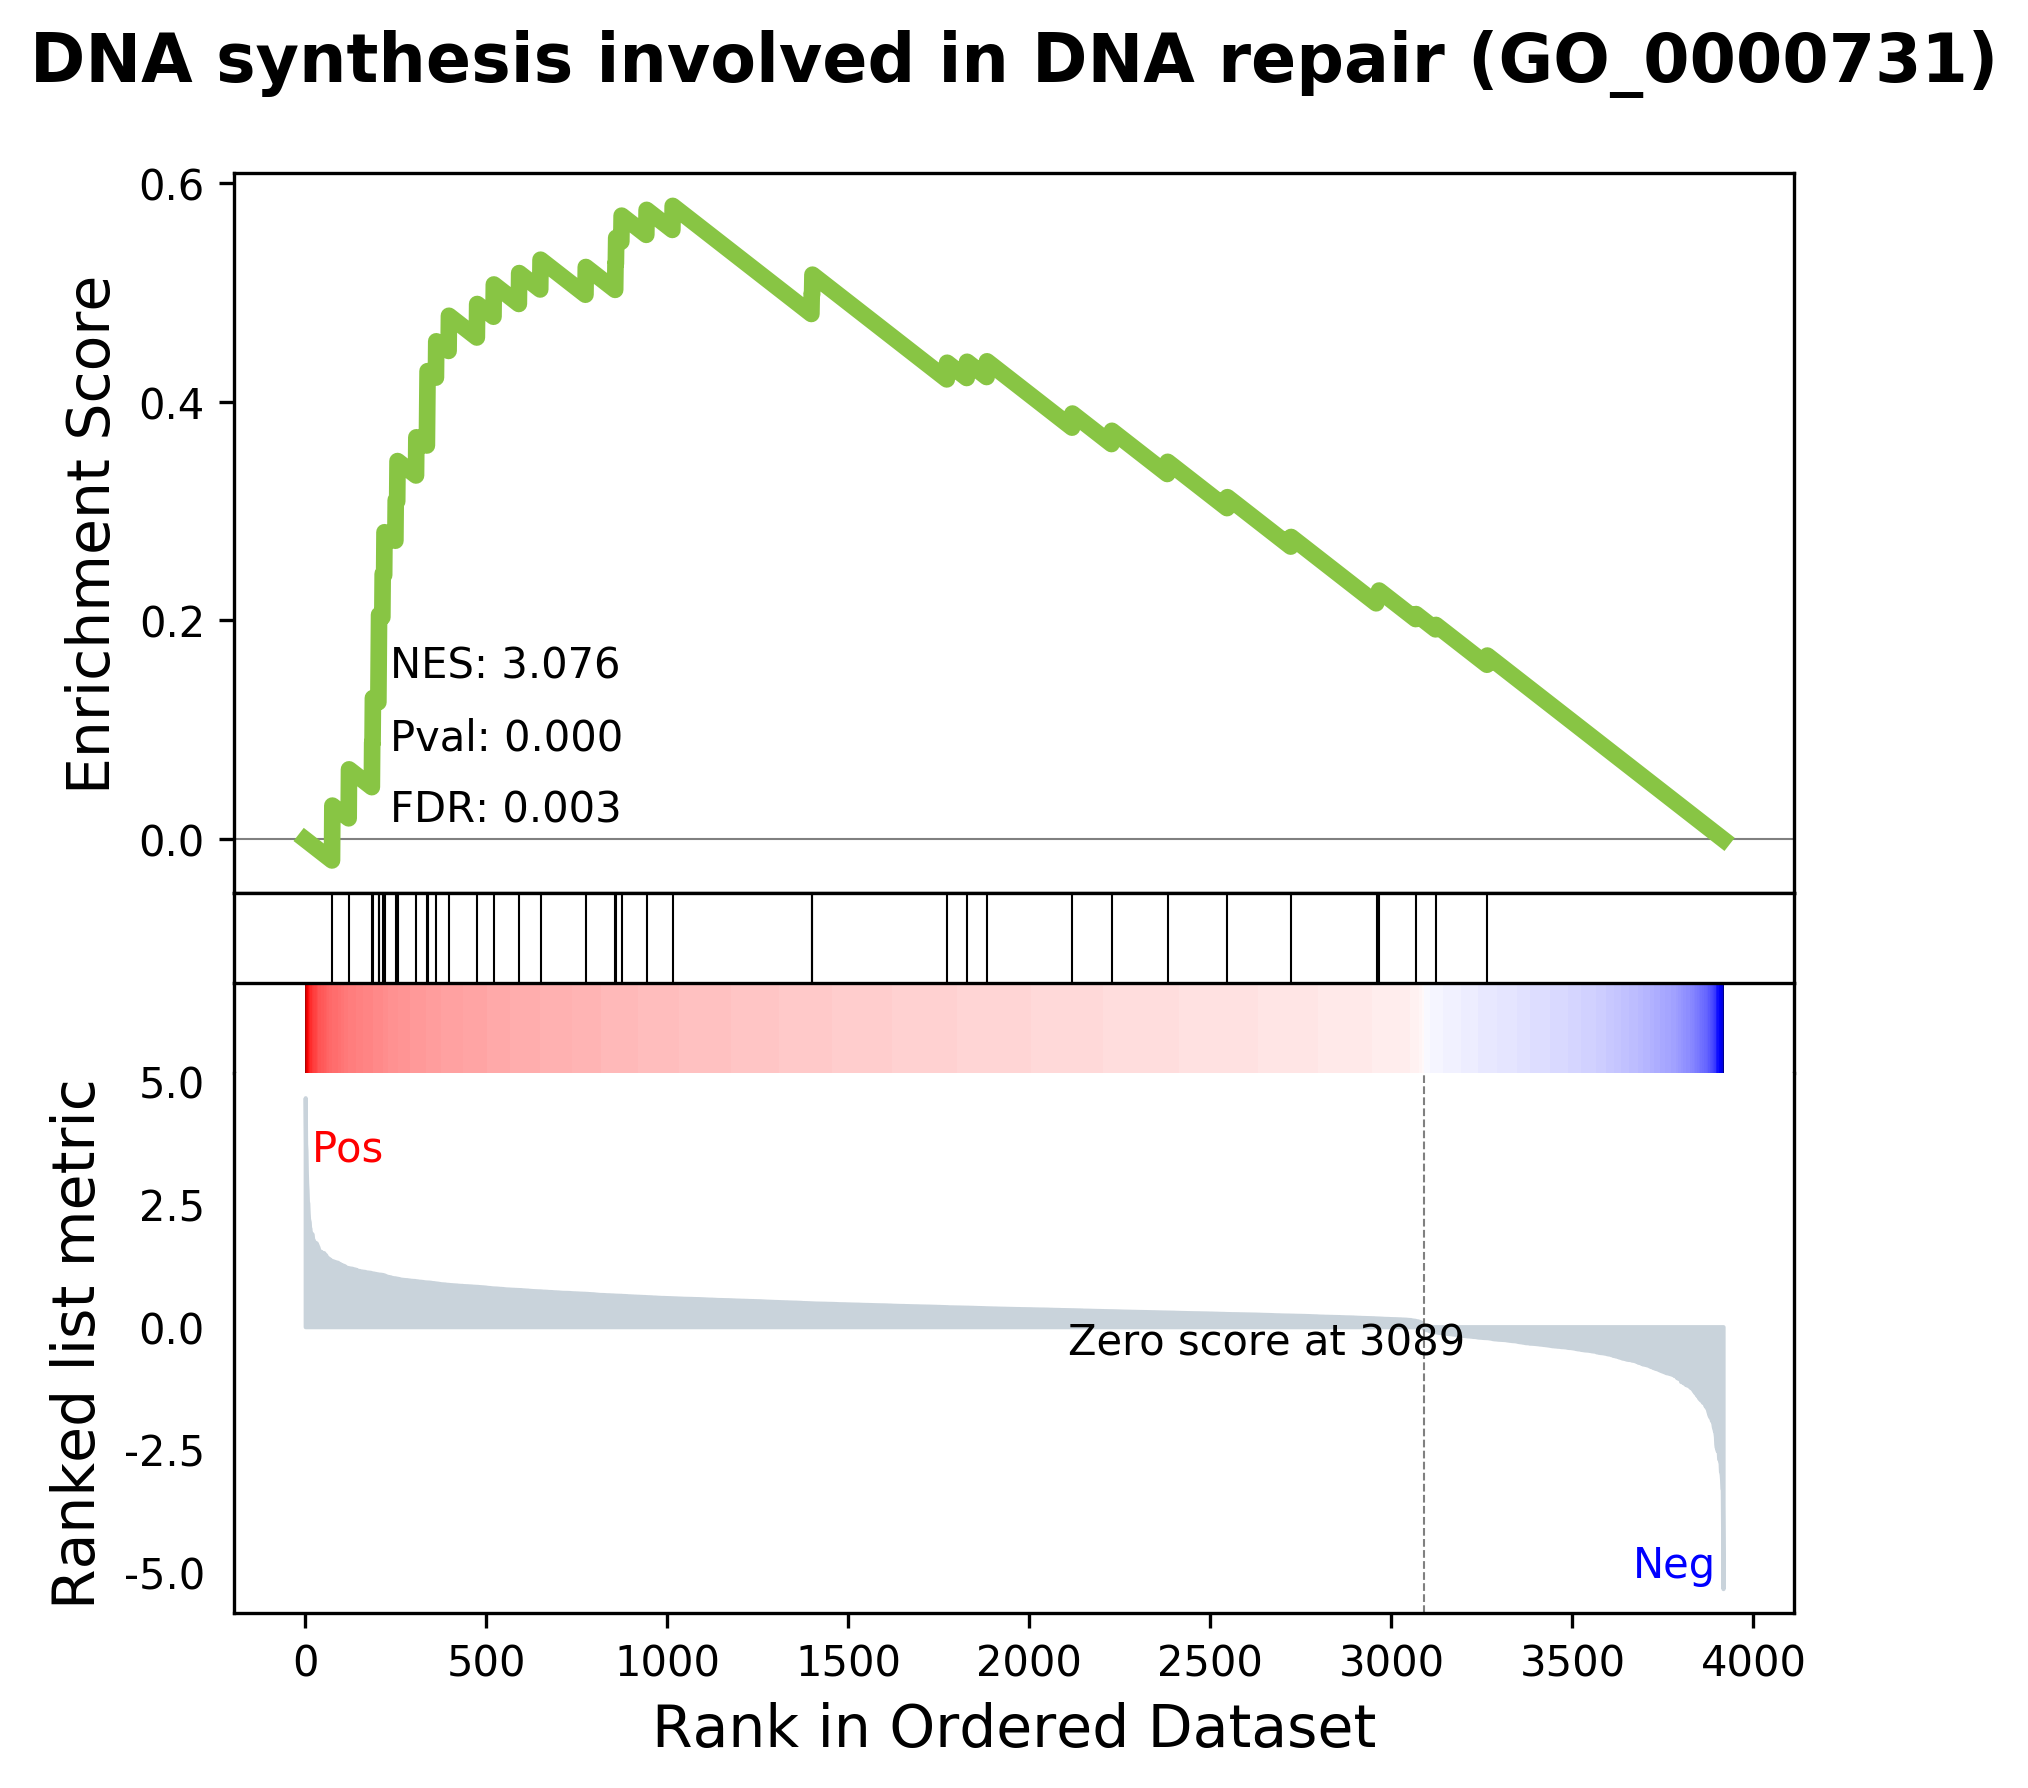 DNA synthesis involved in DNA repair (GO_0000731)
Enrichment Score
0.6
0.4
0.2
0.0
NES: 3.076
Pval: 0.000
FDR: 0.003
Ranked list metric
5.0
2.5
0.0
-2.5
-5.0
Pos
Zero score at 3089
Neg
0 500 1000 1500 2000 2500 3000 3500 4000
Rank in Ordered Dataset